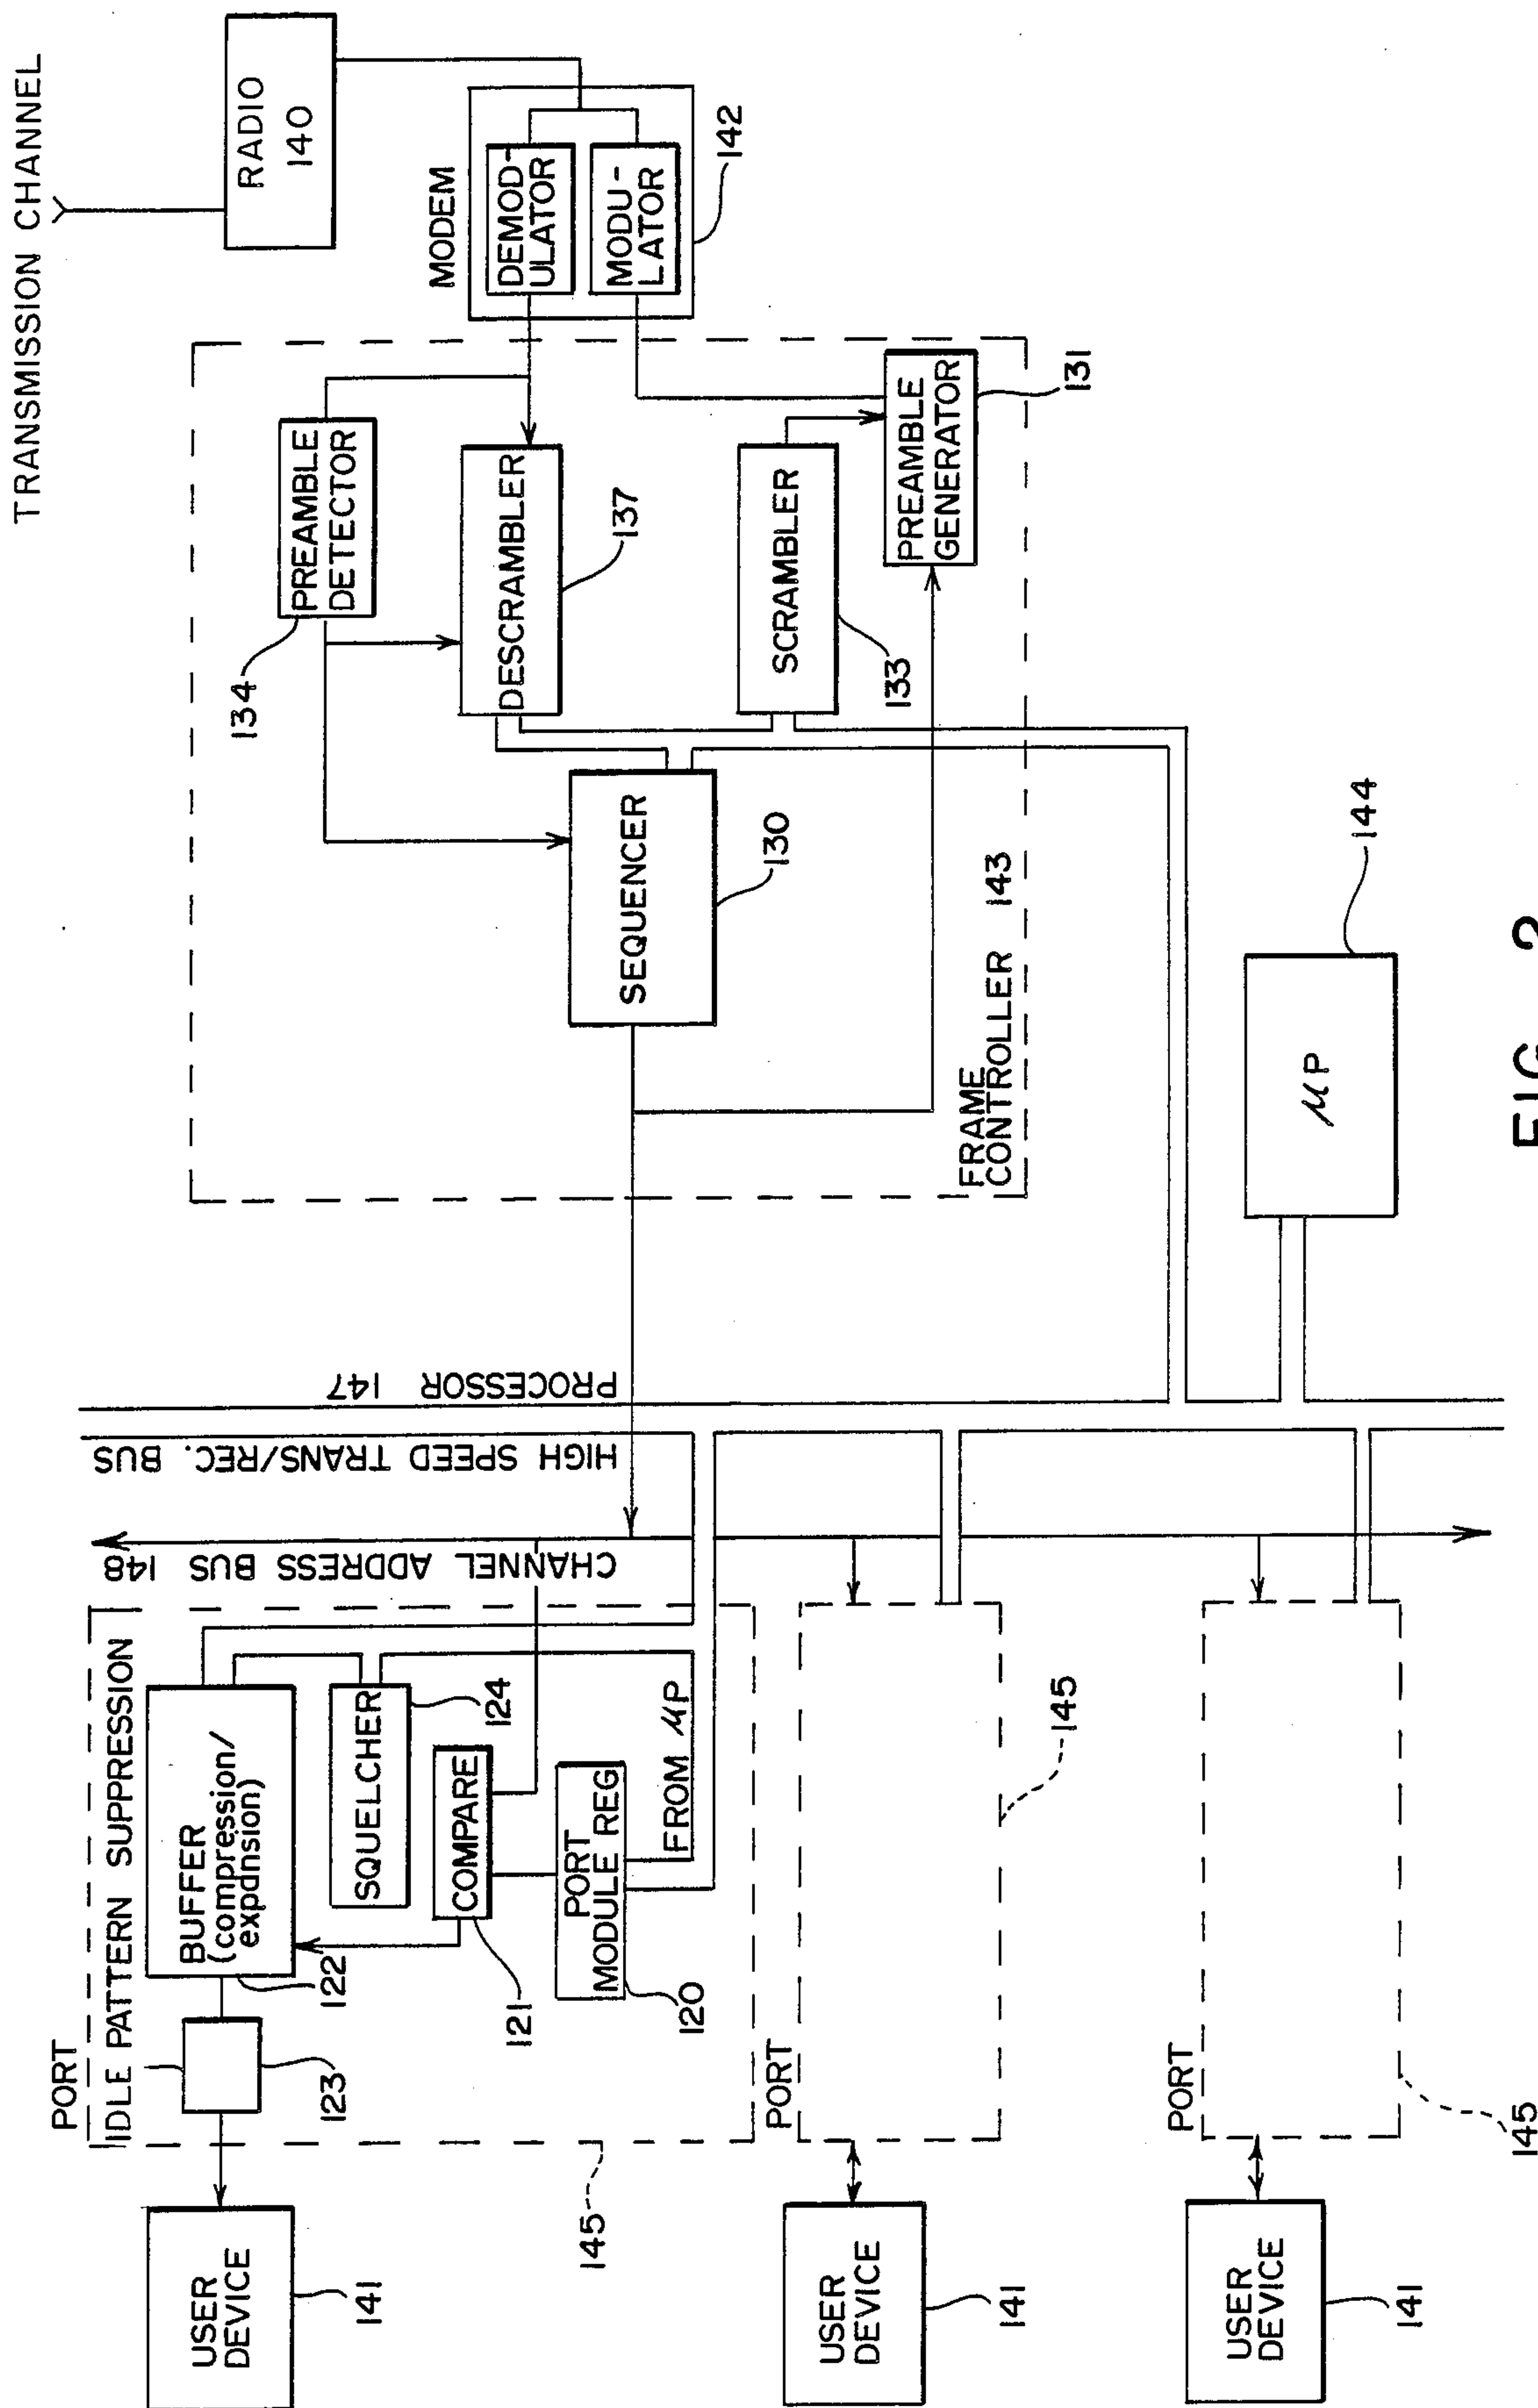 TRANSMISSION CHANNEL
RADIO
140
MODEM
DEMOD-
ULATOR
MODU-
LATOR
142
PREAMBLE
DETECTOR
134
DESCRAMBLER
137
SCRAMBLER
133
PREAMBLE
GENERATOR
131
SEQUENCER
130
FRAME
CONTROLLER 143
μP
144
PROCESSOR 147
HIGH SPEED TRANS/REC. BUS
CHANNEL ADDRESS BUS 148
PORT
IDLE PATTERN SUPPRESSION
BUFFER
(compression/
expansion)
122
123
SQUELCHER
124
COMPARE
121
PORT
MODULE REG
120
FROM μP
145
USER
DEVICE
141
PORT
145
USER
DEVICE
141
PORT
145
USER
DEVICE
141